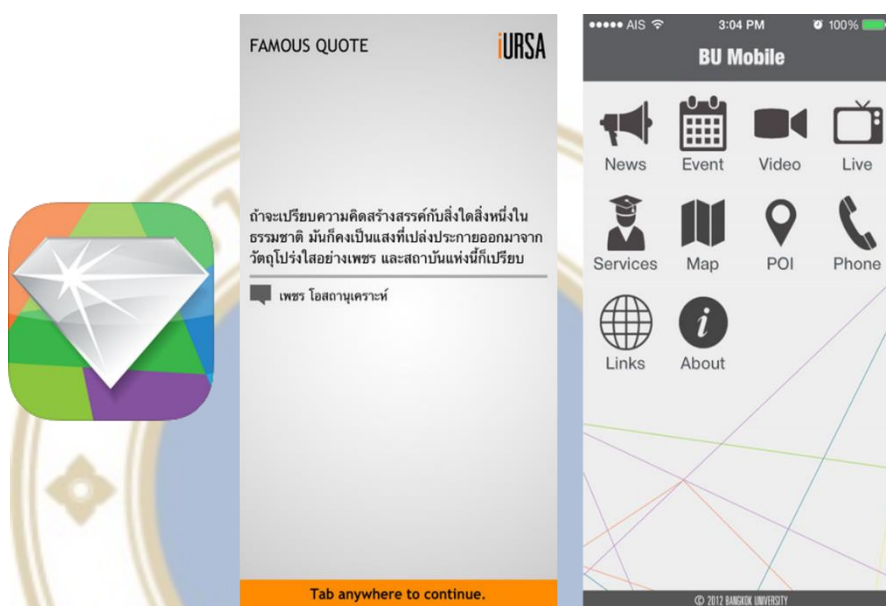 FAMOUS QUOTE
iURSA
ถ้าจะเปรียบความคิดสร้างสรรค์กับสิ่งใดสิ่งหนึ่งใน
ธรรมชาติ มันก็คงเป็นแสงที่เปล่งประกายออกมาจาก
วัตถุโปร่งใสอย่างเพชร และสถาบันแห่งนี้ก็เปรียบ
เพชร โอสถานุเคราะห์
Tab anywhere to continue.
AIS 3:04 PM 100%
BU Mobile
News Event Video Live
Services Map POI Phone
Links About
© 2012 BANGKOK UNIVERSITY